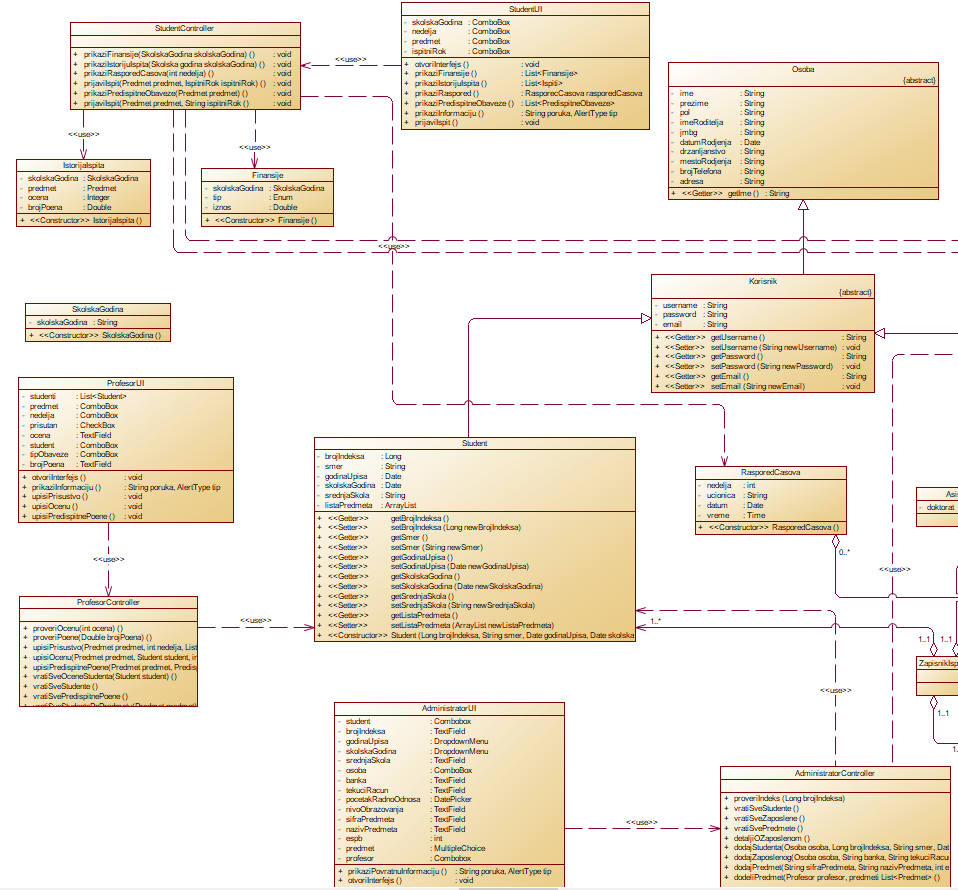 StudentController
+ prikaziFinansije(SkolskaGodina skolskaGodina) () : void
+ prikaziIstorijuIspita(Skolska godina skolskaGodina) () : void
+ prikaziRasporedCasova(int nedelja) () : void
+ prijaviIspit(Predmet predmet, IspitniRok ispitniRok) () : void
+ prikaziPredispitneObaveze(Predmet predmet) () : void
+ prijaviIspit(Predmet predmet, String ispitniRok) () : void
StudentUI
- skolskaGodina : ComboBox
- nedelja : ComboBox
- predmet : ComboBox
- ispitniRok : ComboBox
+ otvoriInterfejs () : void
+ prikaziFinansije () : List<Finansije>
+ prikaziIstorijuIspita () : List<Ispiti>
+ prikaziRaspored () : RasporecCasova rasporedCasova
+ prikaziPredispitneObaveze () : List<PredispitneObaveze>
+ prikaziInformaciju () : String poruka, AlertType tip
+ prijaviIspit () : void
<<use>>
Osoba
{abstract}
- ime : String
- prezime : String
- pol : String
- imeRoditelja : String
- jmbg : String
- datumRodjenja : Date
- drzanljanstvo : String
- mestoRodjenja : String
- brojTelefona : String
- adresa : String
+ <<Getter>> getIme () : String
<<use>>
<<use>>
IstorijaIspita
- skolskaGodina : SkolskaGodina
- predmet : Predmet
- ocena : Integer
- brojPoena : Double
+ <<Constructor>> IstorijaIspita ()
Finansije
- skolskaGodina : SkolskaGodina
- tip : Enum
- iznos : Double
+ <<Constructor>> Finansije ()
<<use>>
Korisnik
{abstract}
- username : String
- password : String
- email : String
+ <<Getter>> getUsername () : String
+ <<Setter>> setUsername (String newUsername) : void
+ <<Getter>> getPassword () : String
+ <<Setter>> setPassword (String newPassword) : void
+ <<Getter>> getEmail () : String
+ <<Setter>> setEmail (String newEmail) : void
SkolskaGodina
- skolskaGodina : String
+ <<Constructor>> SkolskaGodina ()
ProfesorUI
- studenti : List<Student>
- predmet : ComboBox
- nedelja : ComboBox
- prisutan : CheckBox
- ocena : TextField
- student : ComboBox
- tipObaveze : ComboBox
- brojPoena : TextField
+ otvoriInterfejs () : void
+ prikaziInformaciju () : String poruka, AlertType tip
+ upisiPrisustvo () : void
+ upisiOcenu () : void
+ upisiPredispitnePoene () : void
Student
- brojIndeksa : Long
- smer : String
- godinaUpisa : Date
- skolskaGodina : Date
- srednjaSkola : String
- listaPredmeta : ArrayList
+ <<Getter>> getBrojIndeksa ()
+ <<Setter>> setBrojIndeksa (Long newBrojIndeksa)
+ <<Getter>> getSmer ()
+ <<Setter>> setSmer (String newSmer)
+ <<Getter>> getGodinaUpisa ()
+ <<Setter>> setGodinaUpisa (Date newGodinaUpisa)
+ <<Getter>> getSkolskaGodina ()
+ <<Setter>> setSkolskaGodina (Date newSkolskaGodina)
+ <<Getter>> getSrednjaSkola ()
+ <<Setter>> setSrednjaSkola (String newSrednjaSkola)
+ <<Getter>> getListaPredmeta ()
+ <<Setter>> setListaPredmeta (ArrayList newListaPredmeta)
+ <<Constructor>> Student (Long brojIndeksa, String smer, Date godinaUpisa, Date skolska
RasporedCasova
- nedelja : int
- ucionica : String
- datum : Date
- vreme : Time
+ <<Constructor>> RasporedCasova ()
0..*
Asi
- doktorat
<<use>>
<<use>>
ProfesorController
+ proveriOcenu(int ocena) ()
+ proveriPoene(Double brojPoena) ()
+ upisiPrisustvo(Predmet predmet, int nedelja, List
+ upisiOcenu(Predmet predmet, Student student, in
+ upisiPredispitnePoene(Predmet predmet, Predis
+ vratiSveOceneStudenta(Student student) ()
+ vratiSveStudente ()
+ vratiSvePredispitnePoene ()
<<use>>
1..*
1..1 1..1
ZapisnikIsp
1..1
1.
<<use>>
AdministratorUI
- student : Combobox
- brojIndeksa : TextField
- godinaUpisa : DropdownMenu
- skolskaGodina : DropdownMenu
- srednjaSkola : TextField
- osoba : ComboBox
- banka : TextField
- tekuciRacun : TextField
- pocetakRadnoOdnosa : DatePicker
- nivoObrazovanja : TextField
- sifraPredmeta : TextField
- nazivPredmeta : TextField
- espb : int
- predmet : MultipleChoice
- profesor : Combobox
+ prikaziPovratnuInformaciju () : String poruka, AlertType tip
+ otvoriInterfejs () : void
<<use>>
AdministratorController
+ proveriIndeks (Long brojIndeksa)
+ vratiSveStudente ()
+ vratiSveZaposlene ()
+ vratiSvePredmete ()
+ detaljiOZaposlenom ()
+ dodajStudenta(Osoba osoba, Long brojIndeksa, String smer, Dat
+ dodajZaposlenog(Osoba osoba, String banka, String tekuciRacu
+ dodajPredmet(String sifraPredmeta, String nazivPredmeta, int e
+ dodeliPredmet(Profesor profesor, predmeti List<Predmet>) ()